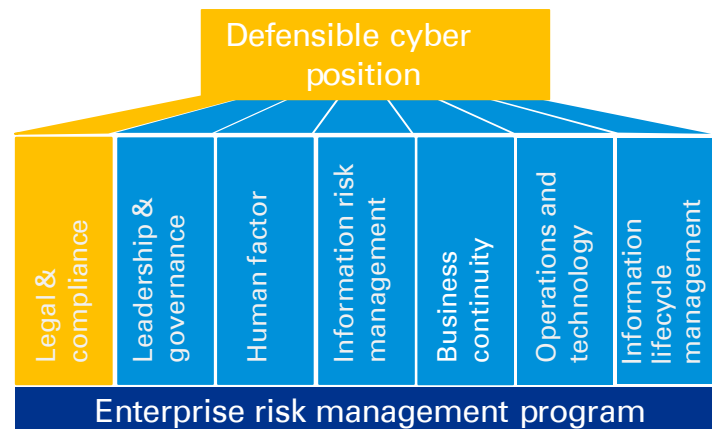 Defensible cyber
position
Legal &
compliance
Leadership &
governance
Human factor
Information risk
management
Business
continuity
Operations and
technology
Information
lifecycle
management
Enterprise risk management program